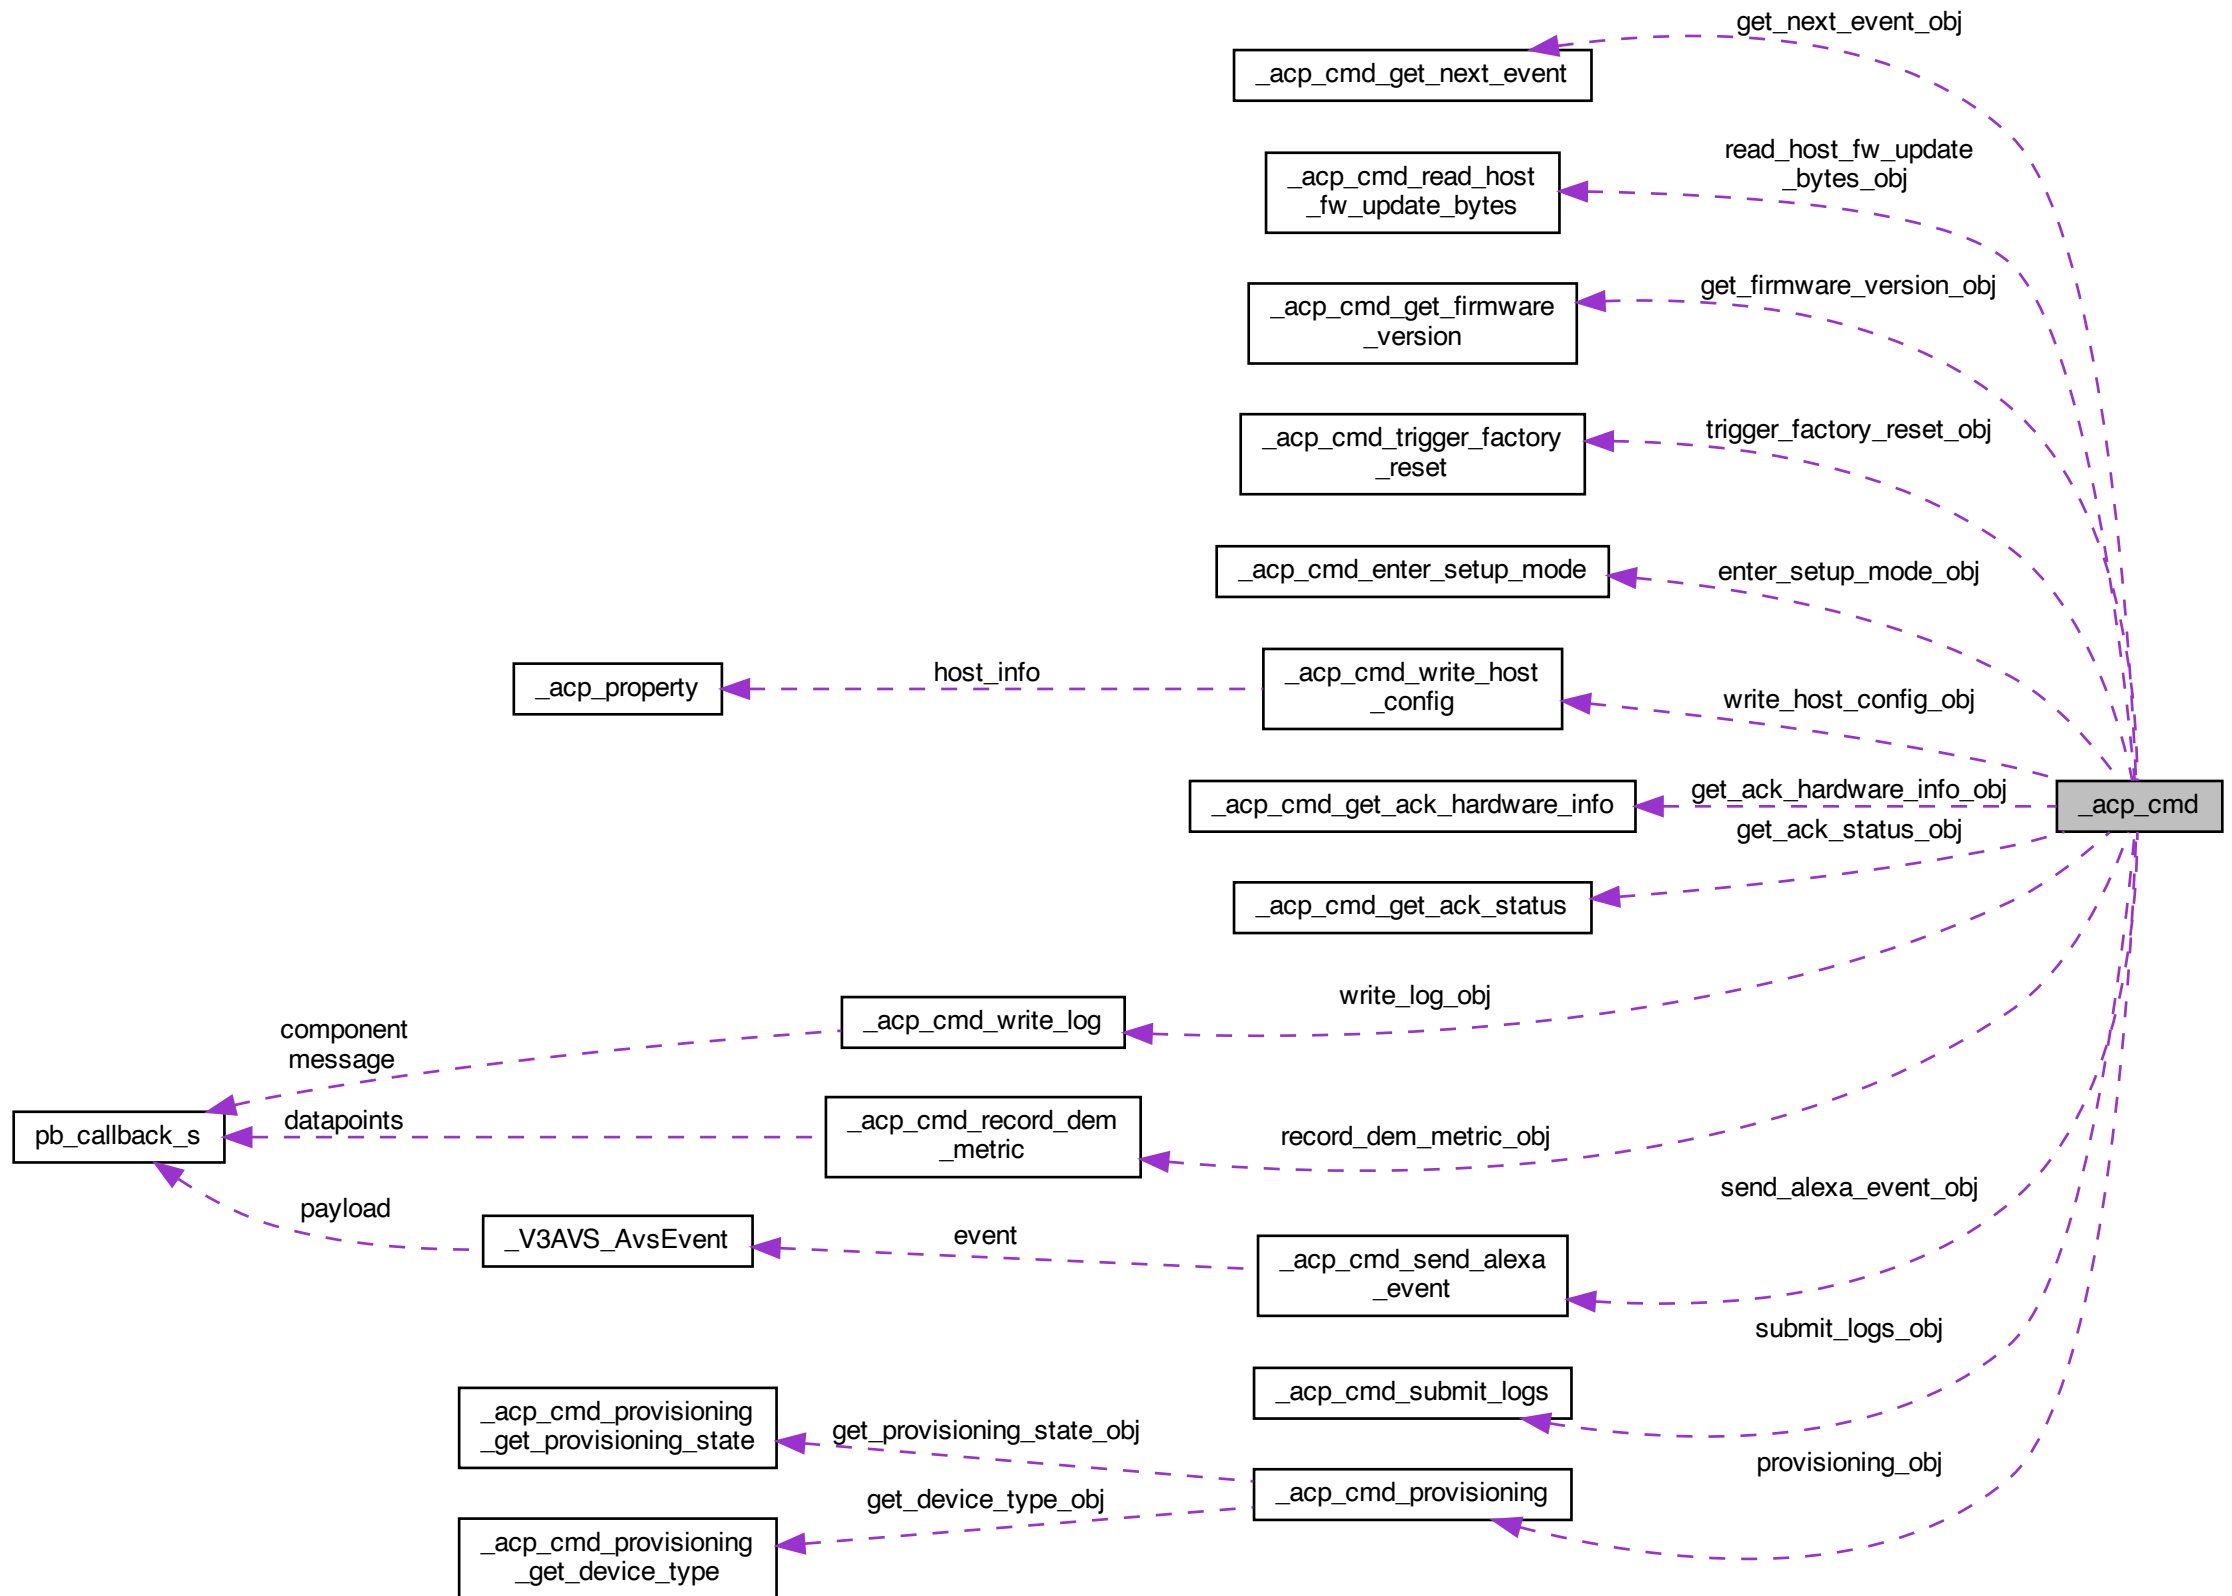 get_next_event_obj
_acp_cmd_get_next_event
read_host_fw_update
_bytes_obj
_acp_cmd_read_host
_fw_update_bytes
get_firmware_version_obj
_acp_cmd_get_firmware
_version
trigger_factory_reset_obj
_acp_cmd_trigger_factory
_reset
enter_setup_mode_obj
_acp_cmd_enter_setup_mode
host_info
_acp_property
_acp_cmd_write_host
_config
write_host_config_obj
get_ack_hardware_info_obj
_acp_cmd_get_ack_hardware_info
_acp_cmd
get_ack_status_obj
_acp_cmd_get_ack_status
write_log_obj
_acp_cmd_write_log
component
message
pb_callback_s
datapoints
_acp_cmd_record_dem
_metric
record_dem_metric_obj
send_alexa_event_obj
payload
_V3AVS_AvsEvent
event
_acp_cmd_send_alexa
_event
submit_logs_obj
_acp_cmd_submit_logs
_acp_cmd_provisioning
_get_provisioning_state
get_provisioning_state_obj
provisioning_obj
get_device_type_obj
_acp_cmd_provisioning
_acp_cmd_provisioning
_get_device_type